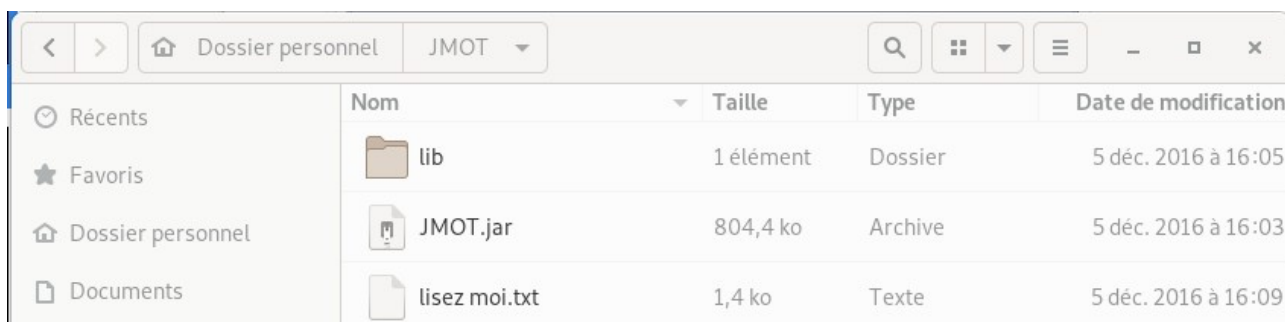 Dossier personnel JMOT
Récents
Favoris
Dossier personnel
Documents
Nom Taille Type Date de modification
lib 1 élément Dossier 5 déc. 2016 à 16:05
JMOT.jar 804,4 ko Archive 5 déc. 2016 à 16:03
lisez moi.txt 1,4 ko Texte 5 déc. 2016 à 16:09